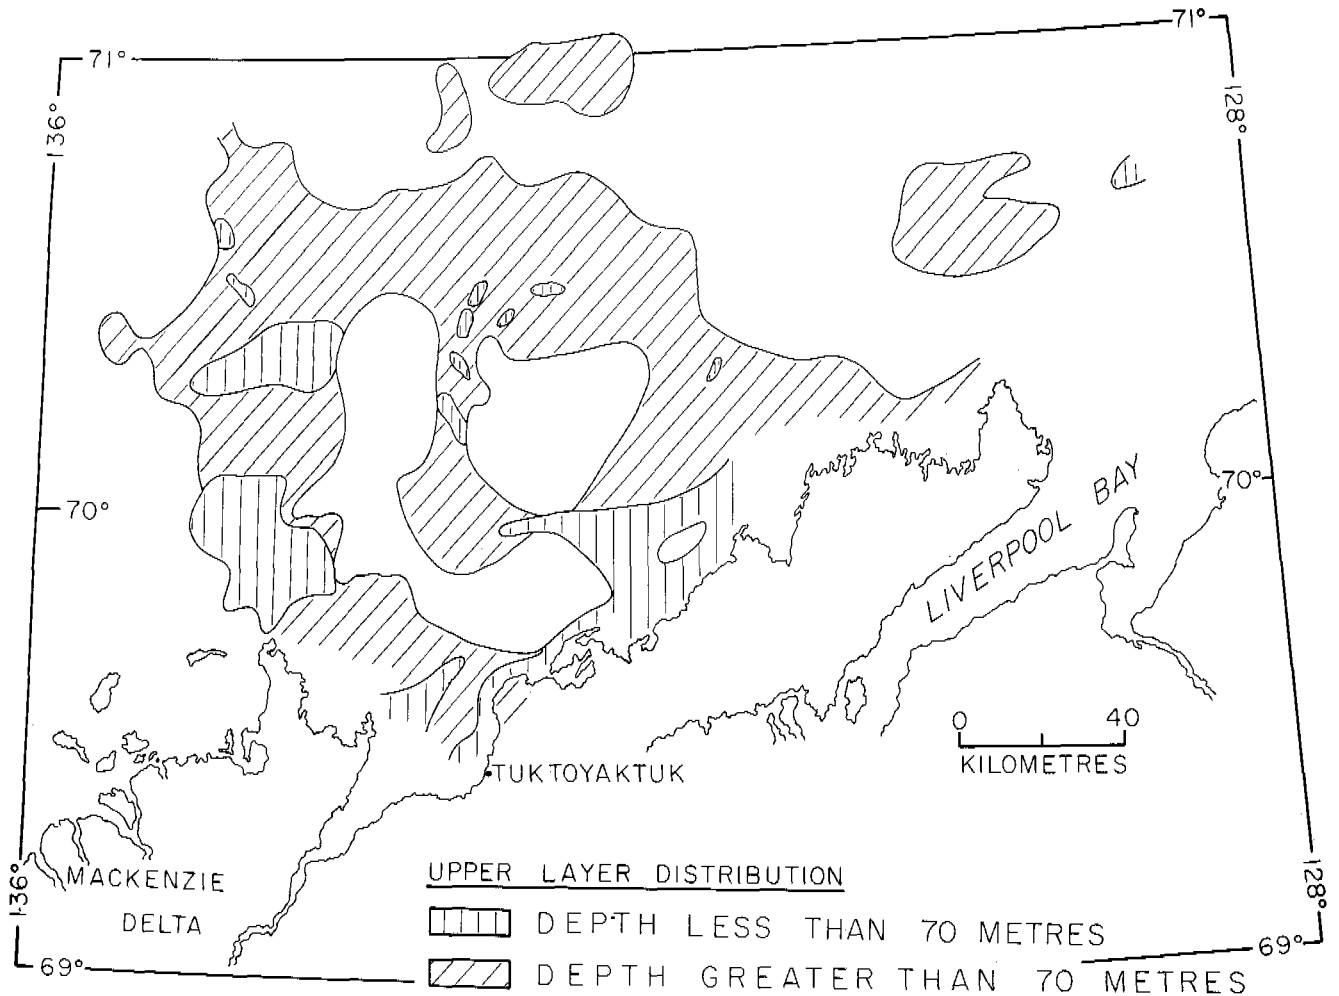 71°
71°
136°
128°
BAY
70°
70°
LIVERPOOL
0 40
KILOMETRES
TUKTOYAKTUK
136°
MACKENZIE
DELTA
128°
UPPER LAYER DISTRIBUTION
DEPTH LESS THAN 70 METRES
69°
69°
DEPTH GREATER THAN 70 METRES